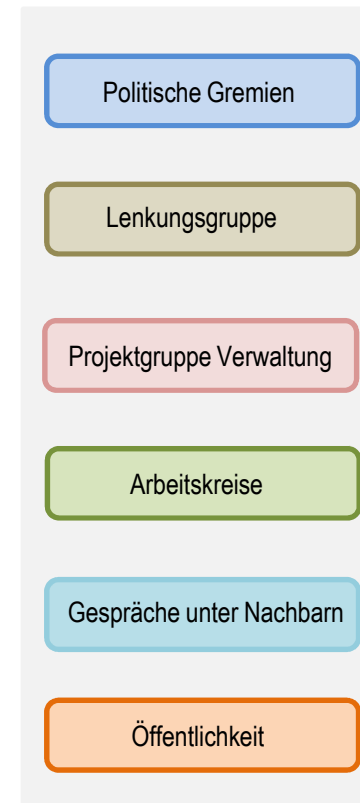 Politische Gremien
Lenkungsgruppe
Projektgruppe Verwaltung
Arbeitskreise
Gespräche unter Nachbarn
Öffentlichkeit